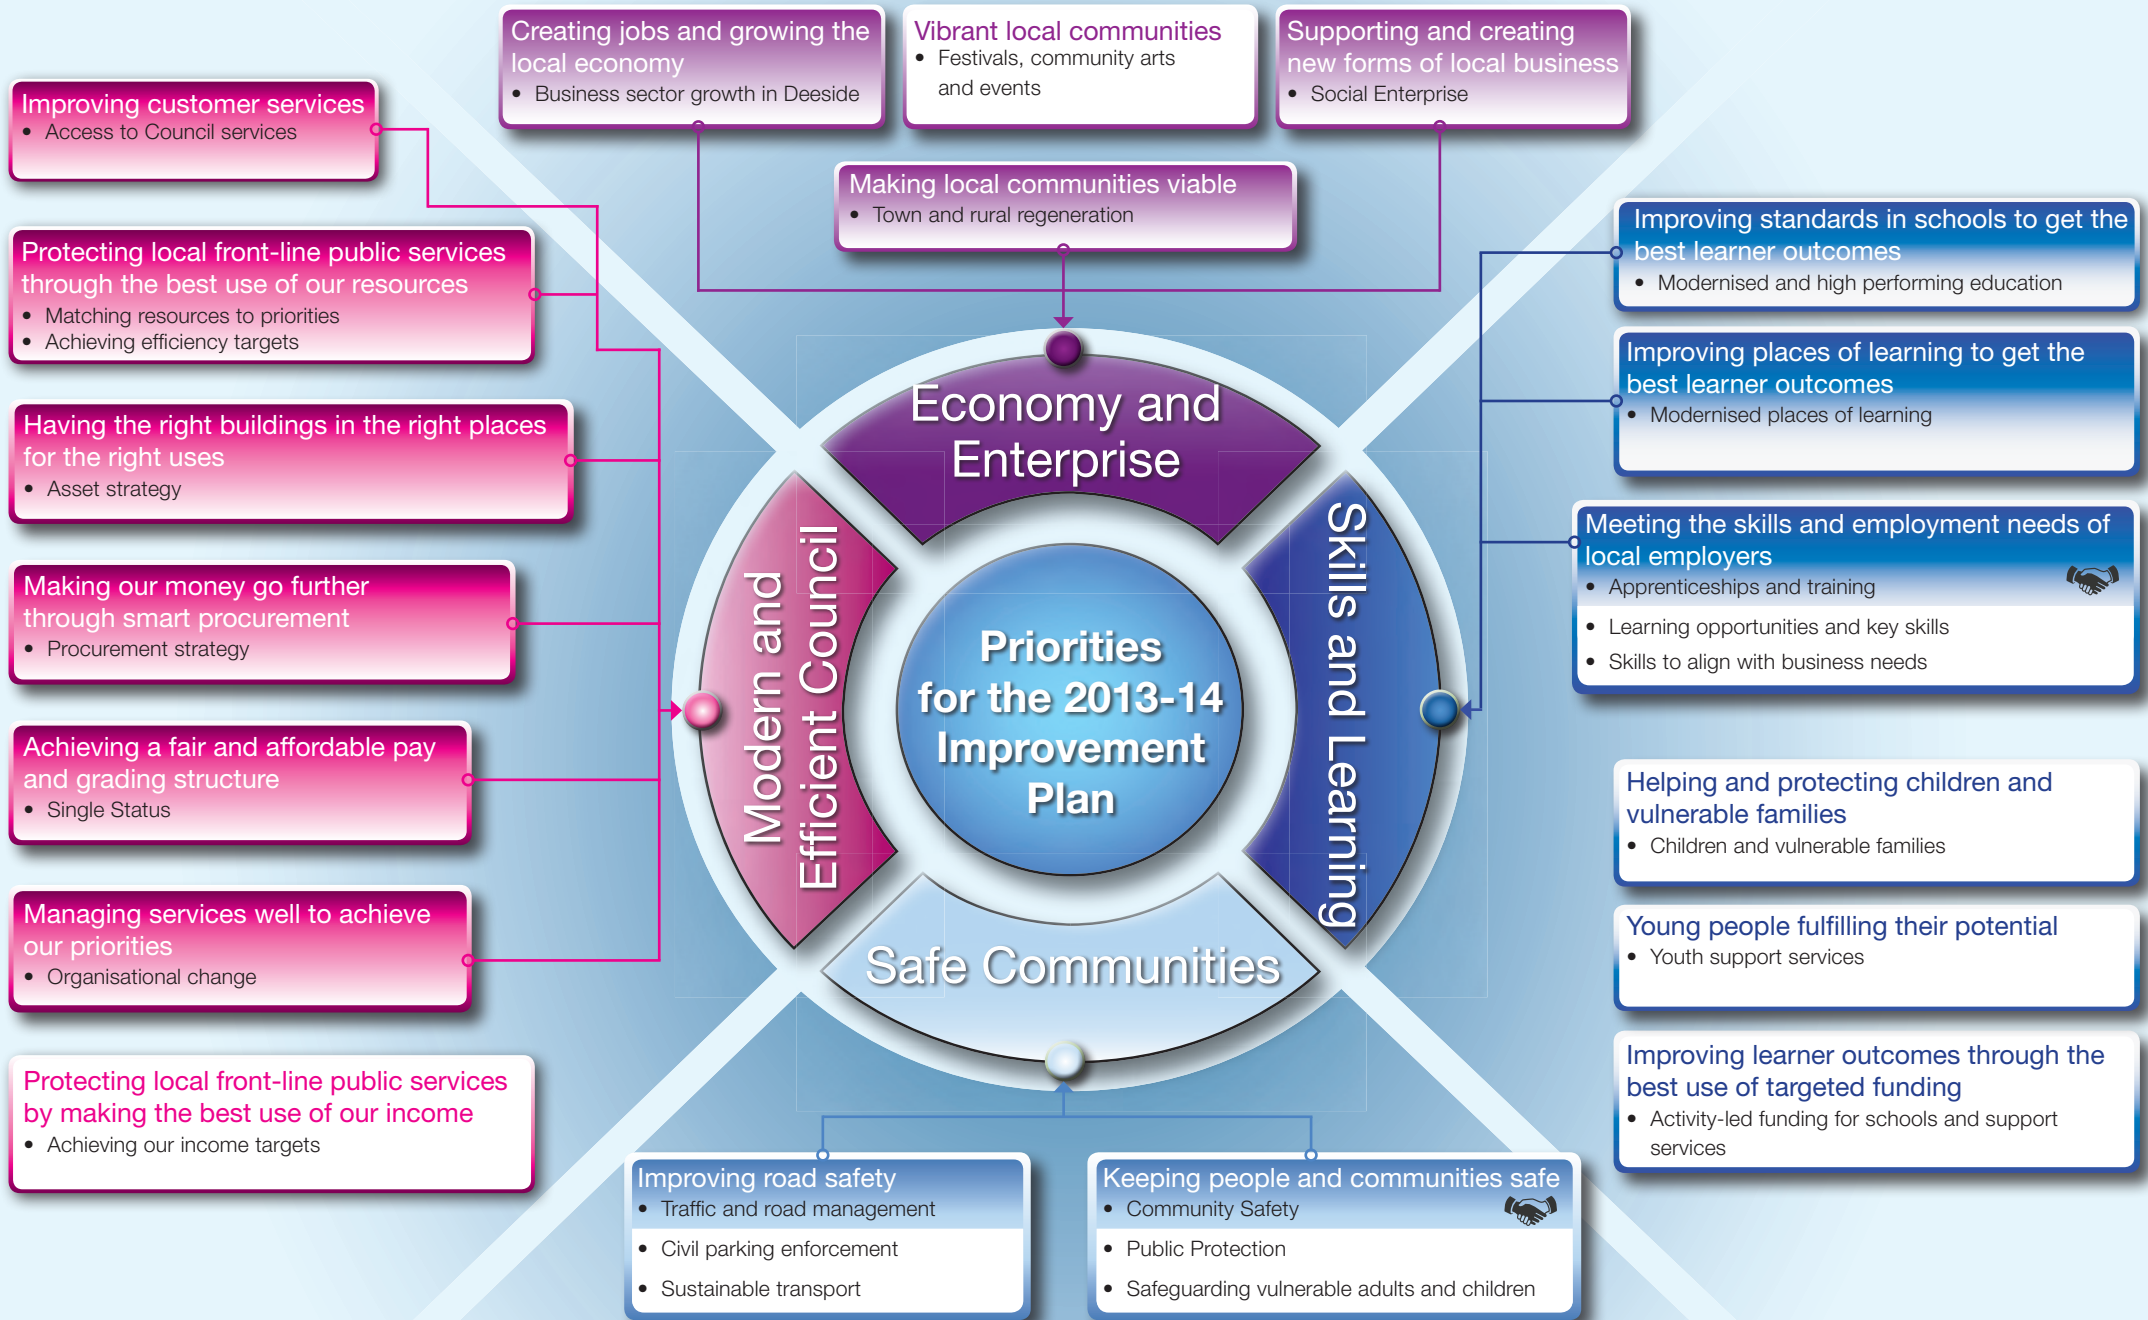 Creating jobs and growing the
local economy
• Business sector growth in Deeside
Vibrant local communities
• Festivals, community arts
and events
Supporting and creating
new forms of local business
• Social Enterprise
Making local communities viable
• Town and rural regeneration
Improving customer services
• Access to Council services
Protecting local front-line public services
through the best use of our resources
• Matching resources to priorities
• Achieving efficiency targets
Having the right buildings in the right places
for the right uses
• Asset strategy
Making our money go further
through smart procurement
• Procurement strategy
Achieving a fair and affordable pay
and grading structure
• Single Status
Managing services well to achieve
our priorities
• Organisational change
Protecting local front-line public services
by making the best use of our income
• Achieving our income targets
Economy and
Enterprise
Modern and
Efficient Council
Priorities
for the 2013-14
Improvement
Plan
Skills and Learning
Safe Communities
Improving standards in schools to get the
best learner outcomes
• Modernised and high performing education
Improving places of learning to get the
best learner outcomes
• Modernised places of learning
Meeting the skills and employment needs of
local employers
• Apprenticeships and training
• Learning opportunities and key skills
• Skills to align with business needs
Helping and protecting children and
vulnerable families
• Children and vulnerable families
Young people fulfilling their potential
• Youth support services
Improving learner outcomes through the
best use of targeted funding
• Activity-led funding for schools and support
services
Improving road safety
• Traffic and road management
• Civil parking enforcement
• Sustainable transport
Keeping people and communities safe
• Community Safety
• Public Protection
• Safeguarding vulnerable adults and children